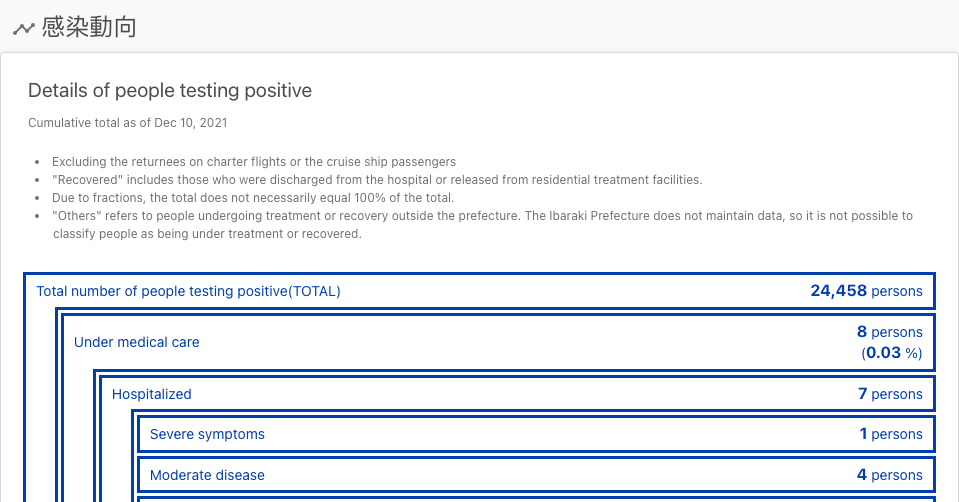 感染動向
Details of people testing positive
Cumulative total as of Dec 10, 2021
• Excluding the returnees on charter flights or the cruise ship passengers
• "Recovered" includes those who were discharged from the hospital or released from residential treatment facilities.
• Due to fractions, the total does not necessarily equal 100% of the total.
• "Others" refers to people undergoing treatment or recovery outside the prefecture. The Ibaraki Prefecture does not maintain data, so it is not possible to
classify people as being under treatment or recovered.
Total number of people testing positive(TOTAL) 24,458 persons
Under medical care 8 persons
(0.03 %)
Hospitalized 7 persons
Severe symptoms 1 persons
Moderate disease 4 persons